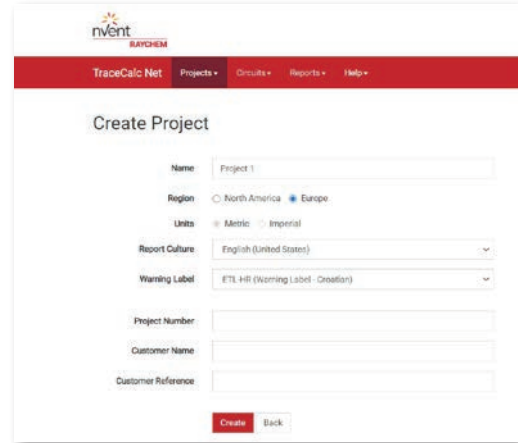 nvent
RAYCHEM
TraceCalc Net Projects Circuits Reports Help
Create Project
Name Project 1
Region North America Europe
Units Metric Imperial
Report Culture English (United States)
Warning Label ETL-HR (Warning Label - Croatian)
Project Number
Customer Name
Customer Reference
Create Back